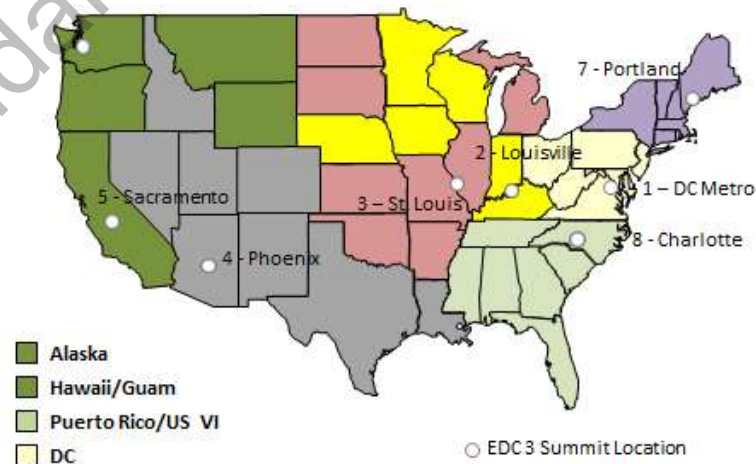 7 - Portland
2 - Louisville
1 – DC Metro
5 - Sacramento
3 – St. Louis
8 - Charlotte
4 - Phoenix
Alaska
Hawaii/Guam
Puerto Rico/US VI
DC
EDC 3 Summit Location